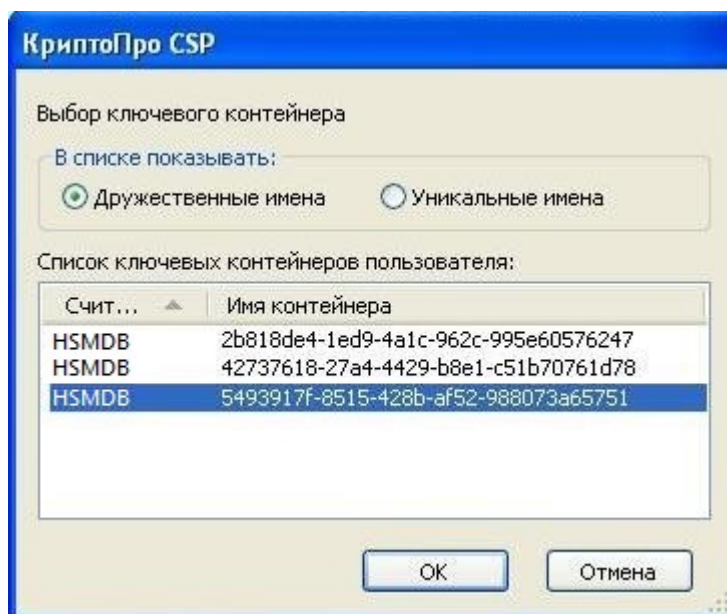 КриптоПро CSP
Выбор ключевого контейнера
В списке показывать:
Дружественные имена Уникальные имена
Список ключевых контейнеров пользователя:
Счит... Имя контейнера
HSMDB 2b818de4-1ed9-4a1c-962c-995e60576247
HSMDB 42737618-27a4-4429-b8e1-c51b70761d78
HSMDB 5493917f-8515-428b-af52-988073a65751
OK Отмена